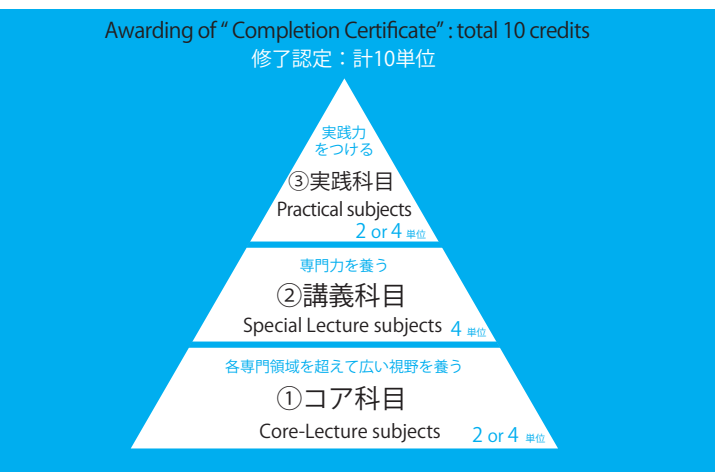 Awarding of “ Completion Certificate” : total 10 credits
修了認定：計10単位
実践力
をつける
③実践科目
Practical subjects
2 or 4 単位
専門力を養う
②講義科目
Special Lecture subjects 4 単位
各専門領域を超えて広い視野を養う
①コア科目
Core-Lecture subjects 2 or 4 単位